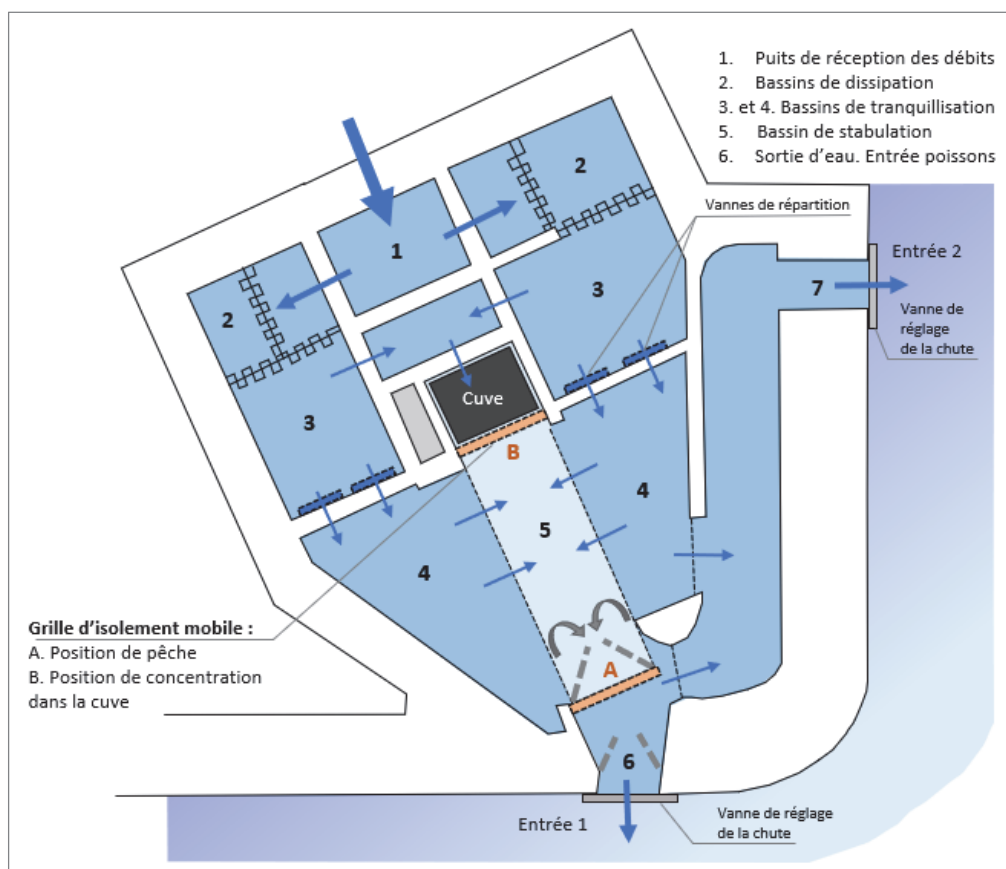 1. Puits de réception des débits
2. Bassins de dissipation
3. et 4. Bassins de tranquillisation
5. Bassin de stabulation
6. Sortie d'eau. Entrée poissons
2
Vannes de répartition
1
Entrée 2
3
7
2
Vanne de
réglage
de la chute
Cuve
3
B
4
5
4
Grille d'isolement mobile :
A. Position de pêche
B. Position de concentration
dans la cuve
A
6
Entrée 1
Vanne de réglage
de la chute